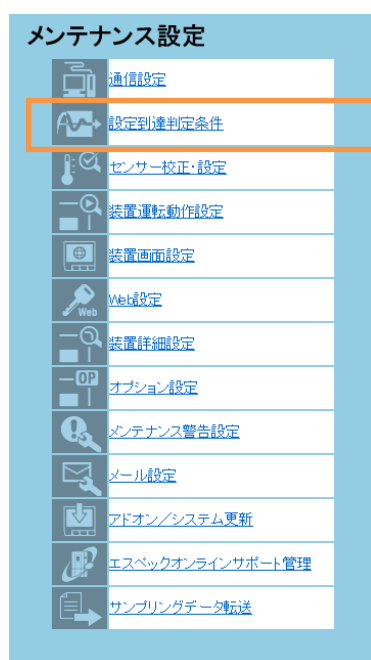 メンテナンス設定
通信設定
設定到達判定条件
センサー校正・設定
装置運転動作設定
装置画面設定
Web
Web設定
装置詳細設定
OP
オプション設定
メンテナンス警告設定
メール設定
アドオン／システム更新
エスペックオンラインサポート管理
サンプリングデータ転送